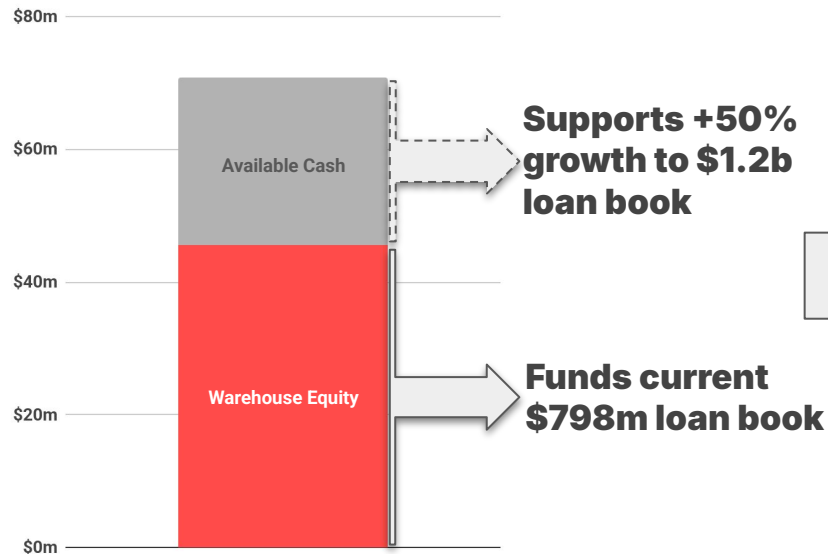 $80m
$60m
$40m
$20m
$0m
Available Cash
Warehouse Equity
Supports +50%
growth to $1.2b
loan book
Funds current
$798m loan book